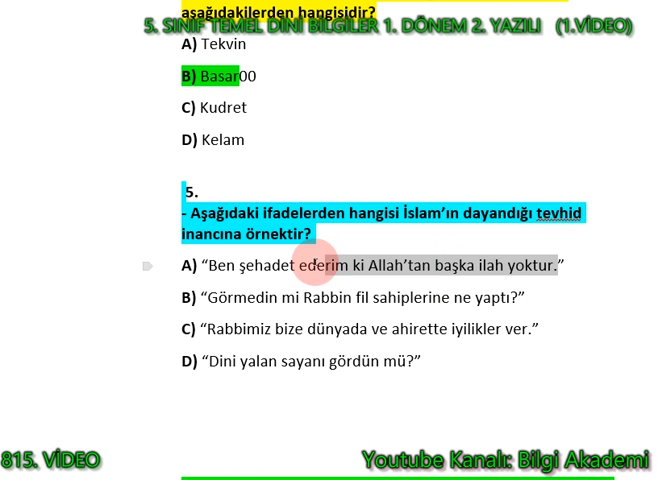 aşağıdakilerden hangisidir?
5. SINIF TEMEL DİNİ BİLGİLER 1. DÖNEM 2. YAZILI (1.VİDEO)
A) Tekvin
B) Basar00
C) Kudret
D) Kelam
5.
- Aşağıdaki ifadelerden hangisi İslam’ın dayandığı tevhid
inancına örnektir?
A) “Ben şehadet ederim ki Allah’tan başka ilah yoktur.”
B) “Görmedin mi Rabbin fil sahiplerine ne yaptı?”
C) “Rabbimiz bize dünyada ve ahirette iyilikler ver.”
D) “Dini yalan sayanı gördün mü?”
815. VİDEO
Youtube Kanalı: Bilgi Akademi